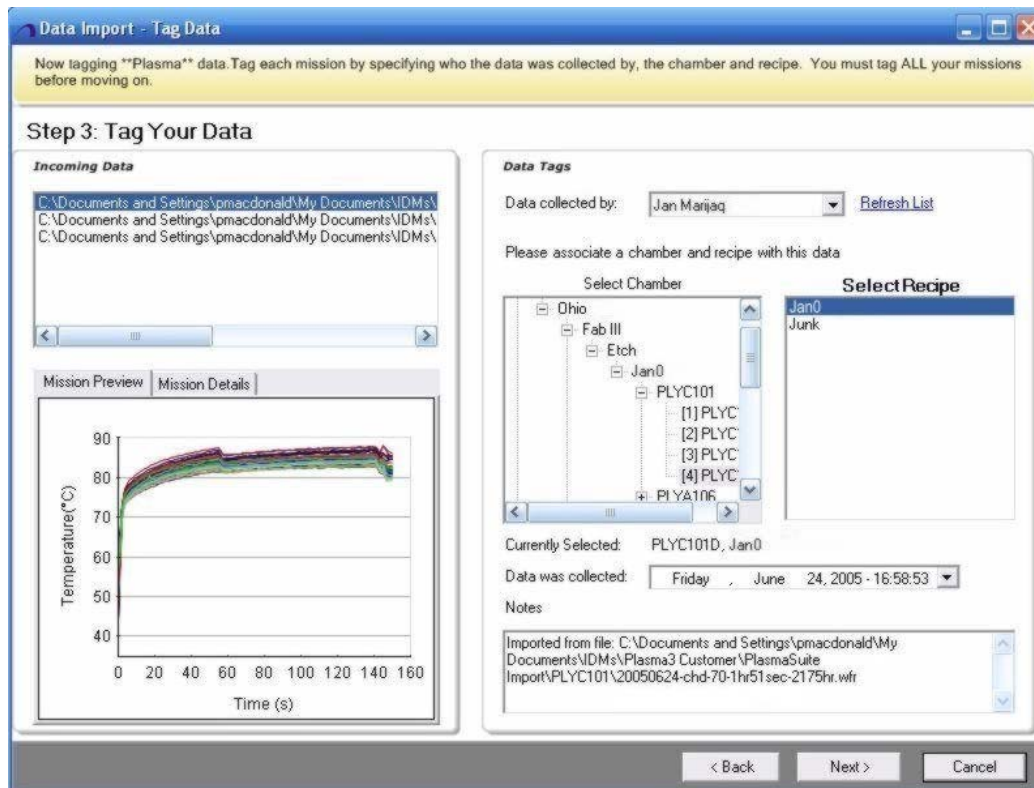 Data Import - Tag Data
Now tagging **Plasma** data.Tag each mission by specifying who the data was collected by, the chamber and recipe. You must tag ALL your missions
before moving on.
Step 3: Tag Your Data
Incoming Data
C:\Documents and Settings\pmacdonald\My Documents\IDMs\
C:\Documents and Settings\pmacdonald\My Documents\IDMs\
C:\Documents and Settings\pmacdonald\My Documents\IDMs\
Mission Preview
Mission Details
90
80
70
60
50
40
Temperature(°C)
0 20 40 60 80 100 120 140 160
Time (s)
Data Tags
Data collected by: Jan Marijaq Refresh List
Please associate a chamber and recipe with this data
Select Chamber
Ohio
Fab III
Etch
Jan0
PLYC101
[1] PLYC
[2] PLYC
[3] PLYC
[4] PLYC
PLYA106
Select Recipe
Jan0
Junk
Currently Selected: PLYC101D, Jan0
Data was collected: Friday , June 24, 2005 - 16:58:53
Notes
Imported from file: C:\Documents and Settings\pmacdonald\My
Documents\IDMs\Plasma3 Customer\PlasmaSuite
Import\PLYC101\20050624-chd-70-1hr51sec-2175hr.wfr
< Back
Next >
Cancel